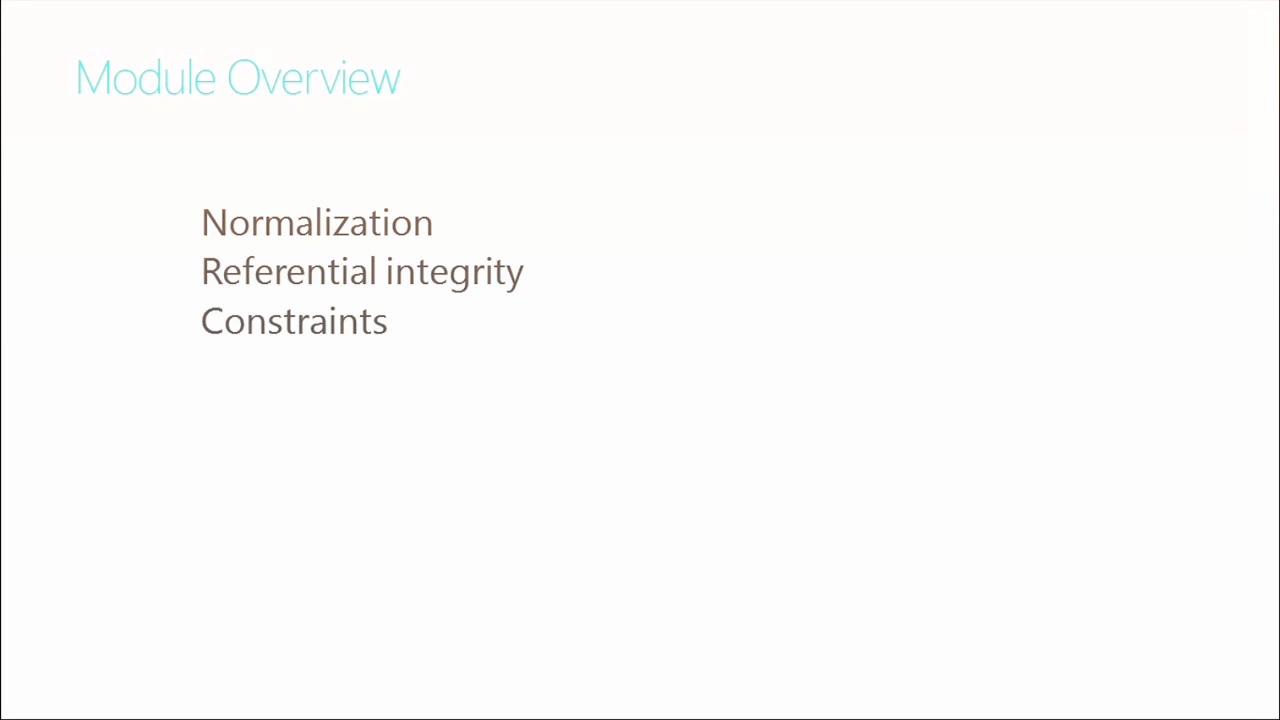 Module Overview
Normalization
Referential integrity
Constraints